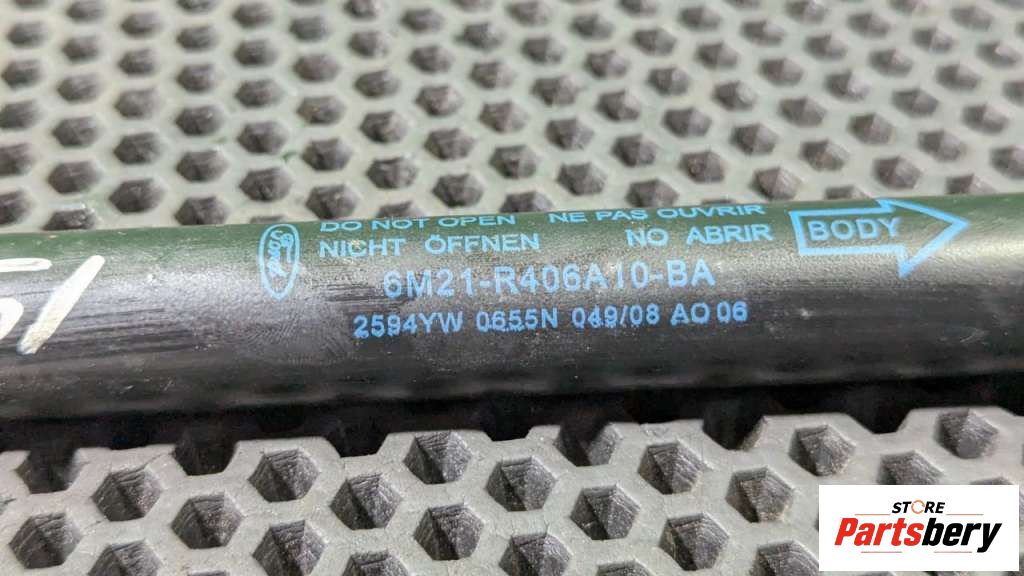 DO NOT OPEN NE PAS OUVRIR
Ford
NICHT ÖFFNEN NO ABRIR
BODY
6M21-R406A10-BA
2594YW 0655N 049/08 AO 06
STORE
Partsbery